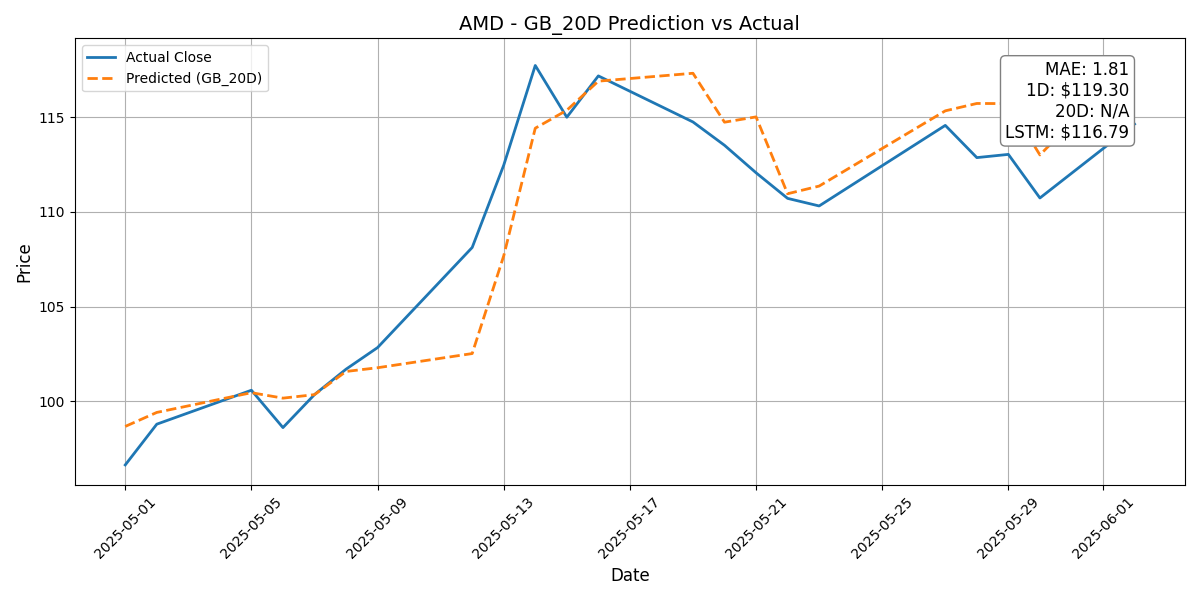 AMD - GB_20D Prediction vs Actual
Actual Close
Predicted (GB_20D)
MAE: 1.81
1D: $119.30
20D: N/A
LSTM: $116.79
Price
115
110
105
100
2025-05-01
2025-05-05
2025-05-09
2025-05-13
2025-05-17
2025-05-21
2025-05-25
2025-05-29
2025-06-01
Date